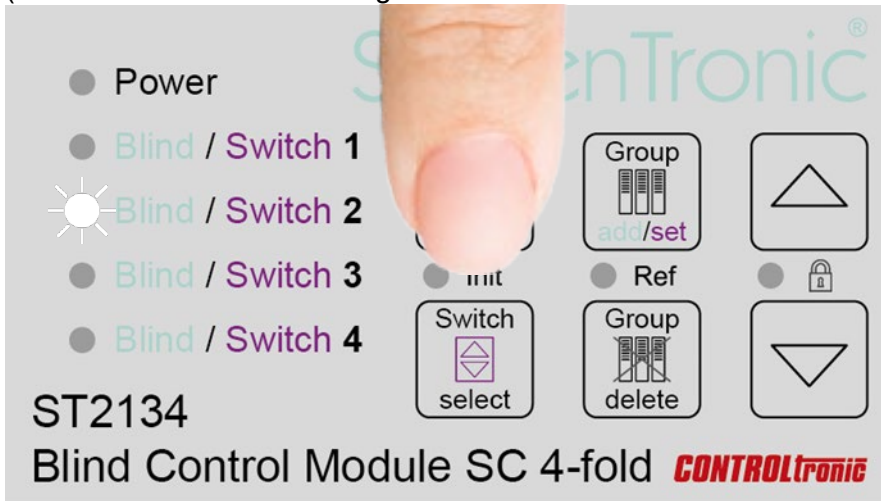 Power
Blind / Switch 1
Blind / Switch 2
Blind / Switch 3
Blind / Switch 4
Group
add/set
Init
Ref
Switch
select
Group
delete
ST2134
Blind Control Module SC 4-fold CONTROLtronic